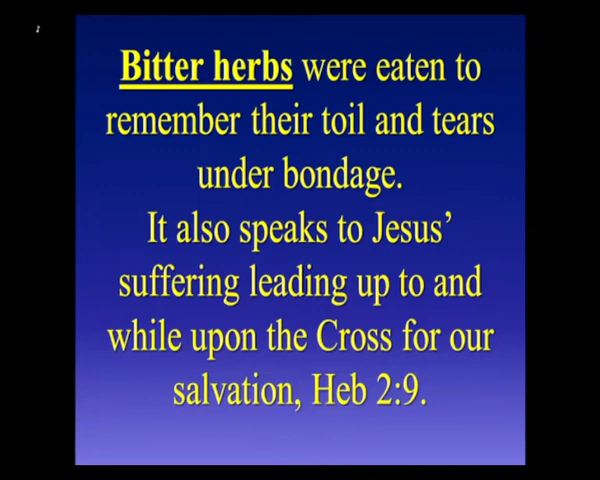 Bitter herbs were eaten to
remember their toil and tears
under bondage.
It also speaks to Jesus’
suffering leading up to and
while upon the Cross for our
salvation, Heb 2:9.